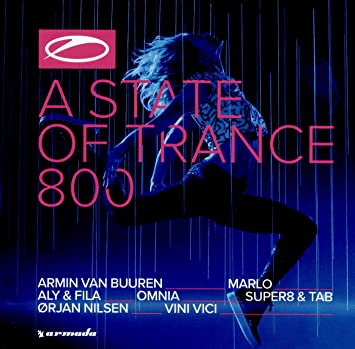 A STATE
OF TRANCE
800
ARMIN VAN BUUREN MARLO
ALY & FILA OMNIA SUPER8 & TAB
ØRJAN NILSEN VINI VICI
armada